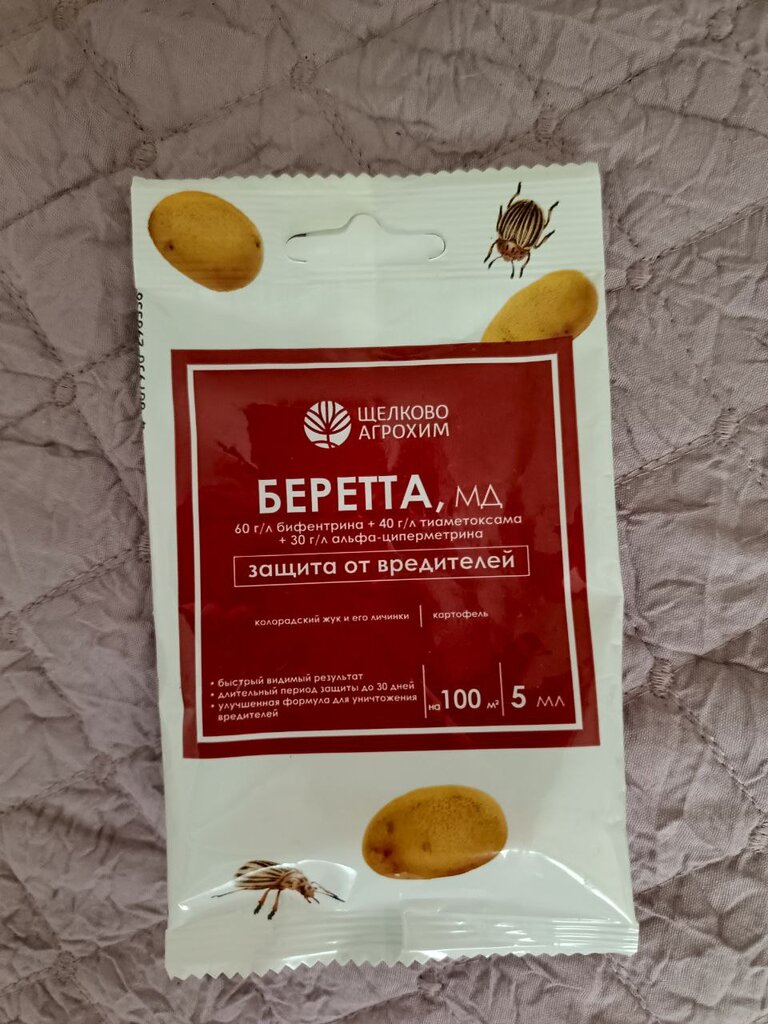 ЩЕЛКОВО
АГРОХИМ
БЕРЕТТА, МД
60 г/л бифентрина + 40 г/л тиаметоксама
+ 30 г/л альфа-циперметрина
защита от вредителей
колорадский жук и его личинки | картофель
• быстрый видимый результат
• длительный период защиты до 30 дней
• улучшенная формула для уничтожения
вредителей
на 100 м² | 5 мл